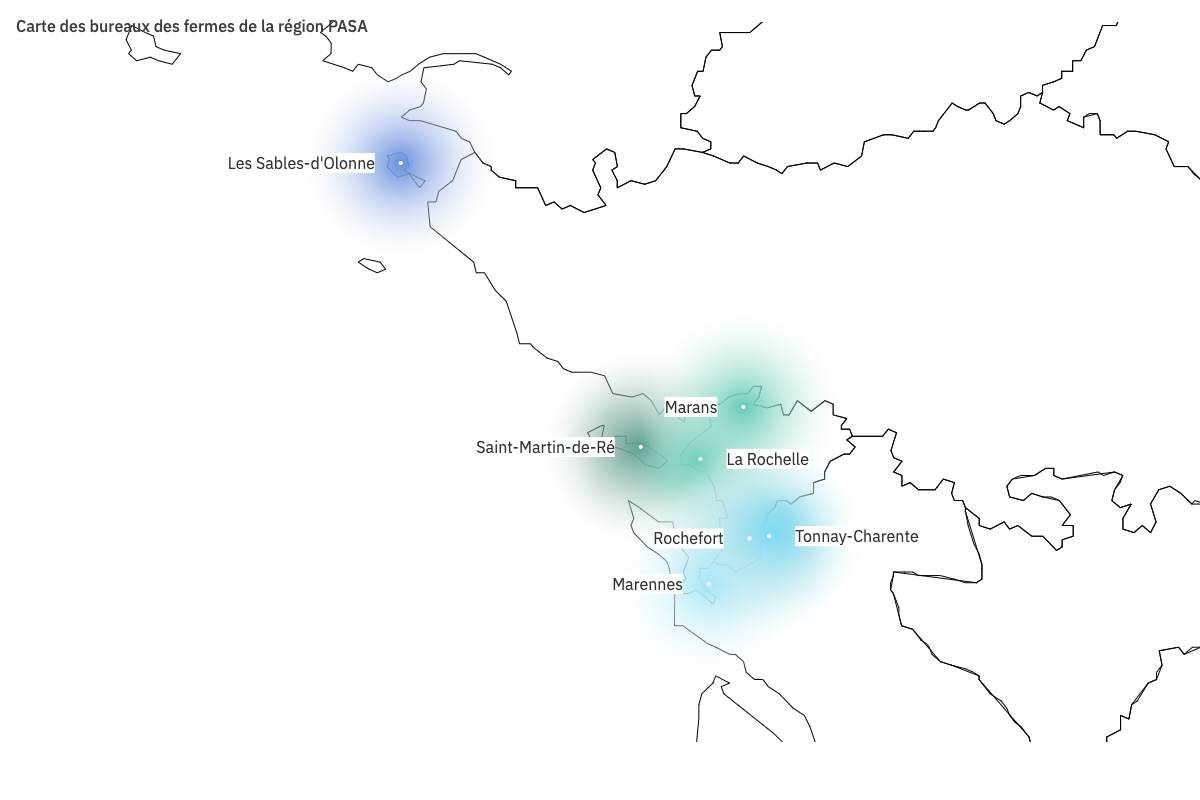 Carte des bureaux des fermes de la région PASA
Les Sables-d'Olonne
Marans
Saint-Martin-de-Ré
La Rochelle
Rochefort
Tonnay-Charente
Marennes